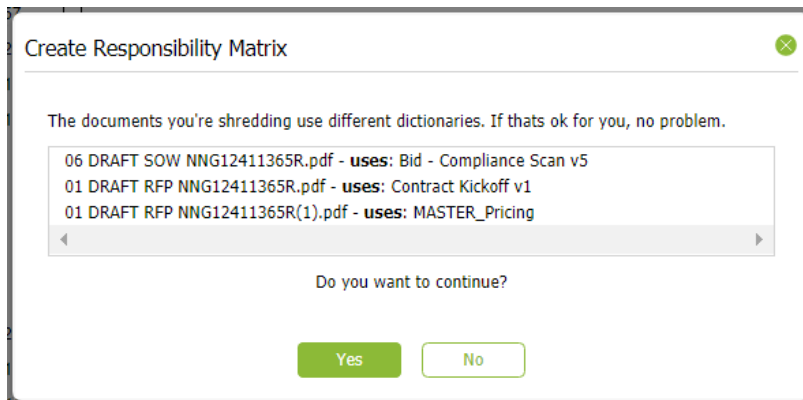 Create Responsibility Matrix
The documents you're shredding use different dictionaries. If thats ok for you, no problem.
06 DRAFT SOW NNG12411365R.pdf - uses: Bid - Compliance Scan v5
01 DRAFT RFP NNG12411365R.pdf - uses: Contract Kickoff v1
01 DRAFT RFP NNG12411365R(1).pdf - uses: MASTER_Pricing
Do you want to continue?
Yes
No